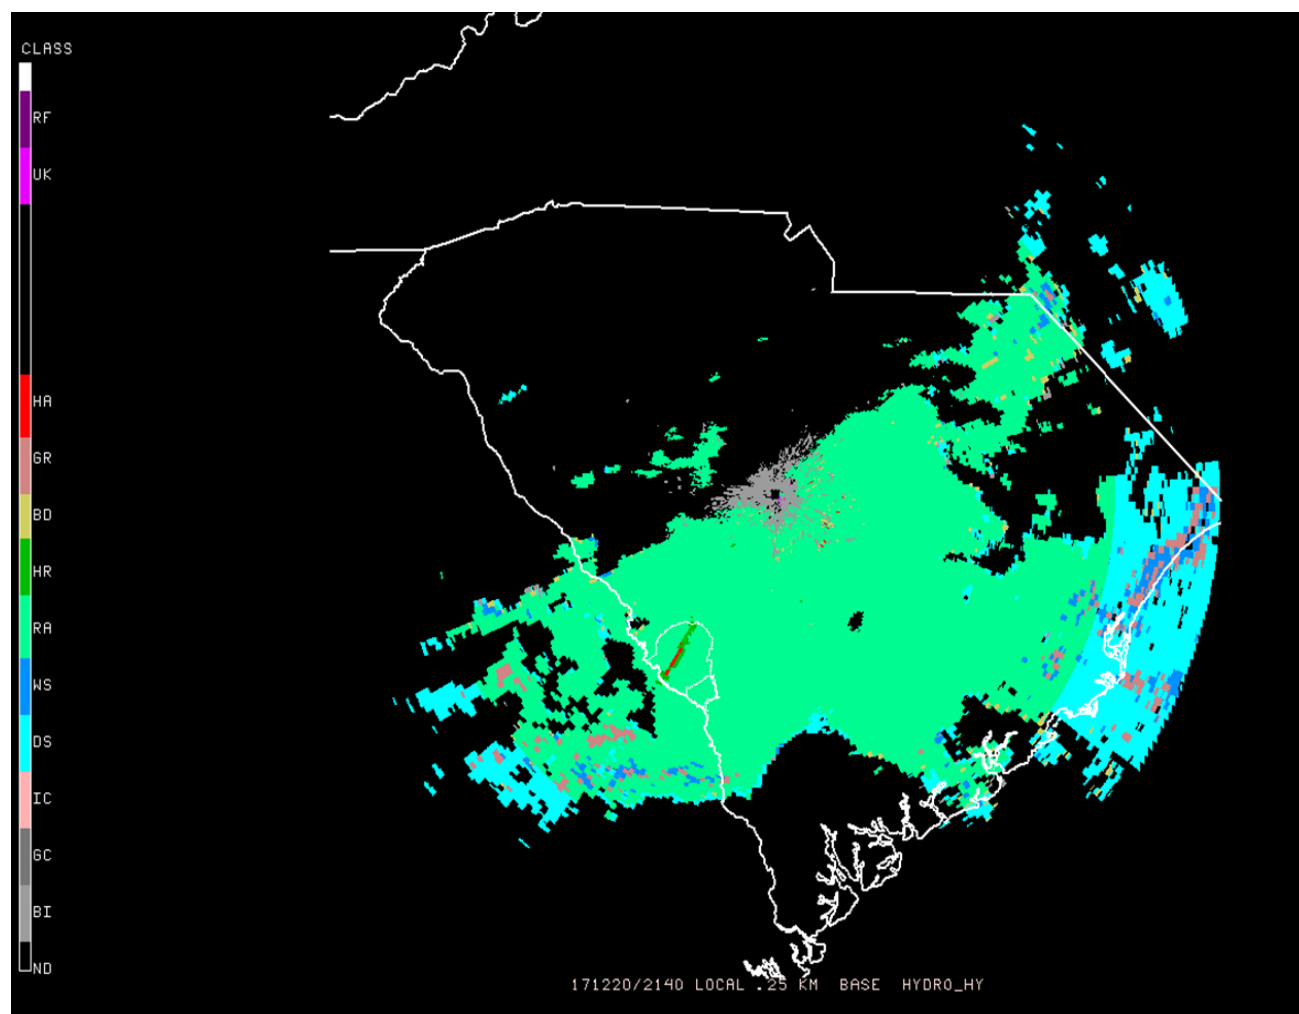 CLASS
RF
UK
HA
GR
BD
HR
RA
WS
DS
IC
GC
BI
ND
171220/2140 LOCAL .25 KM BASE HYDRO_HY